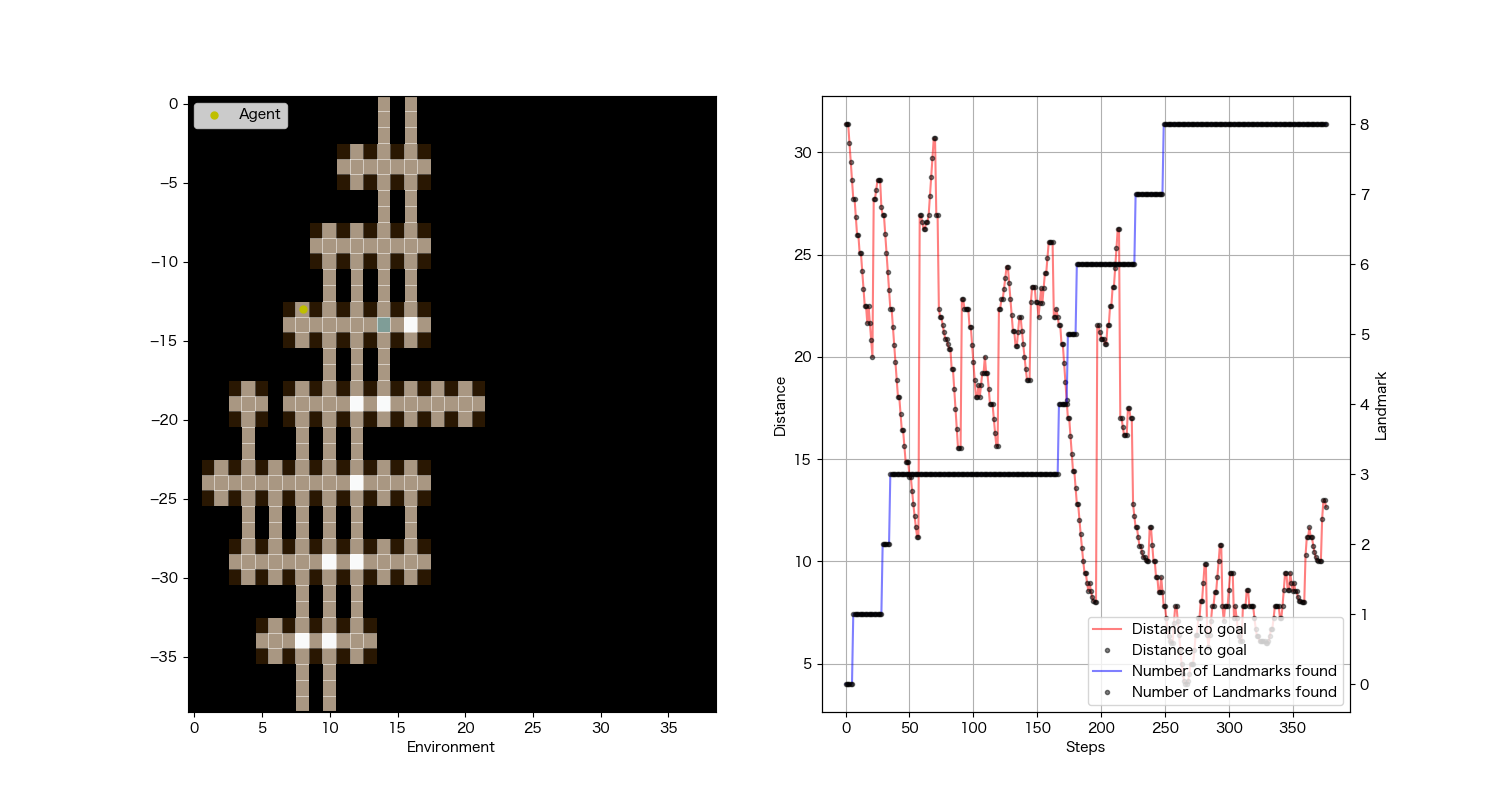 Agent
0
−5
−10
−15
−20
−25
−30
−35
0 5 10 15 20 25 30 35
Environment
30
25
20
15
10
5
Distance
0 50 100 150 200 250 300 350
Steps
8
7
6
5
4
3
2
1
0
Landmark
Distance to goal
Distance to goal
Number of Landmarks found
Number of Landmarks found